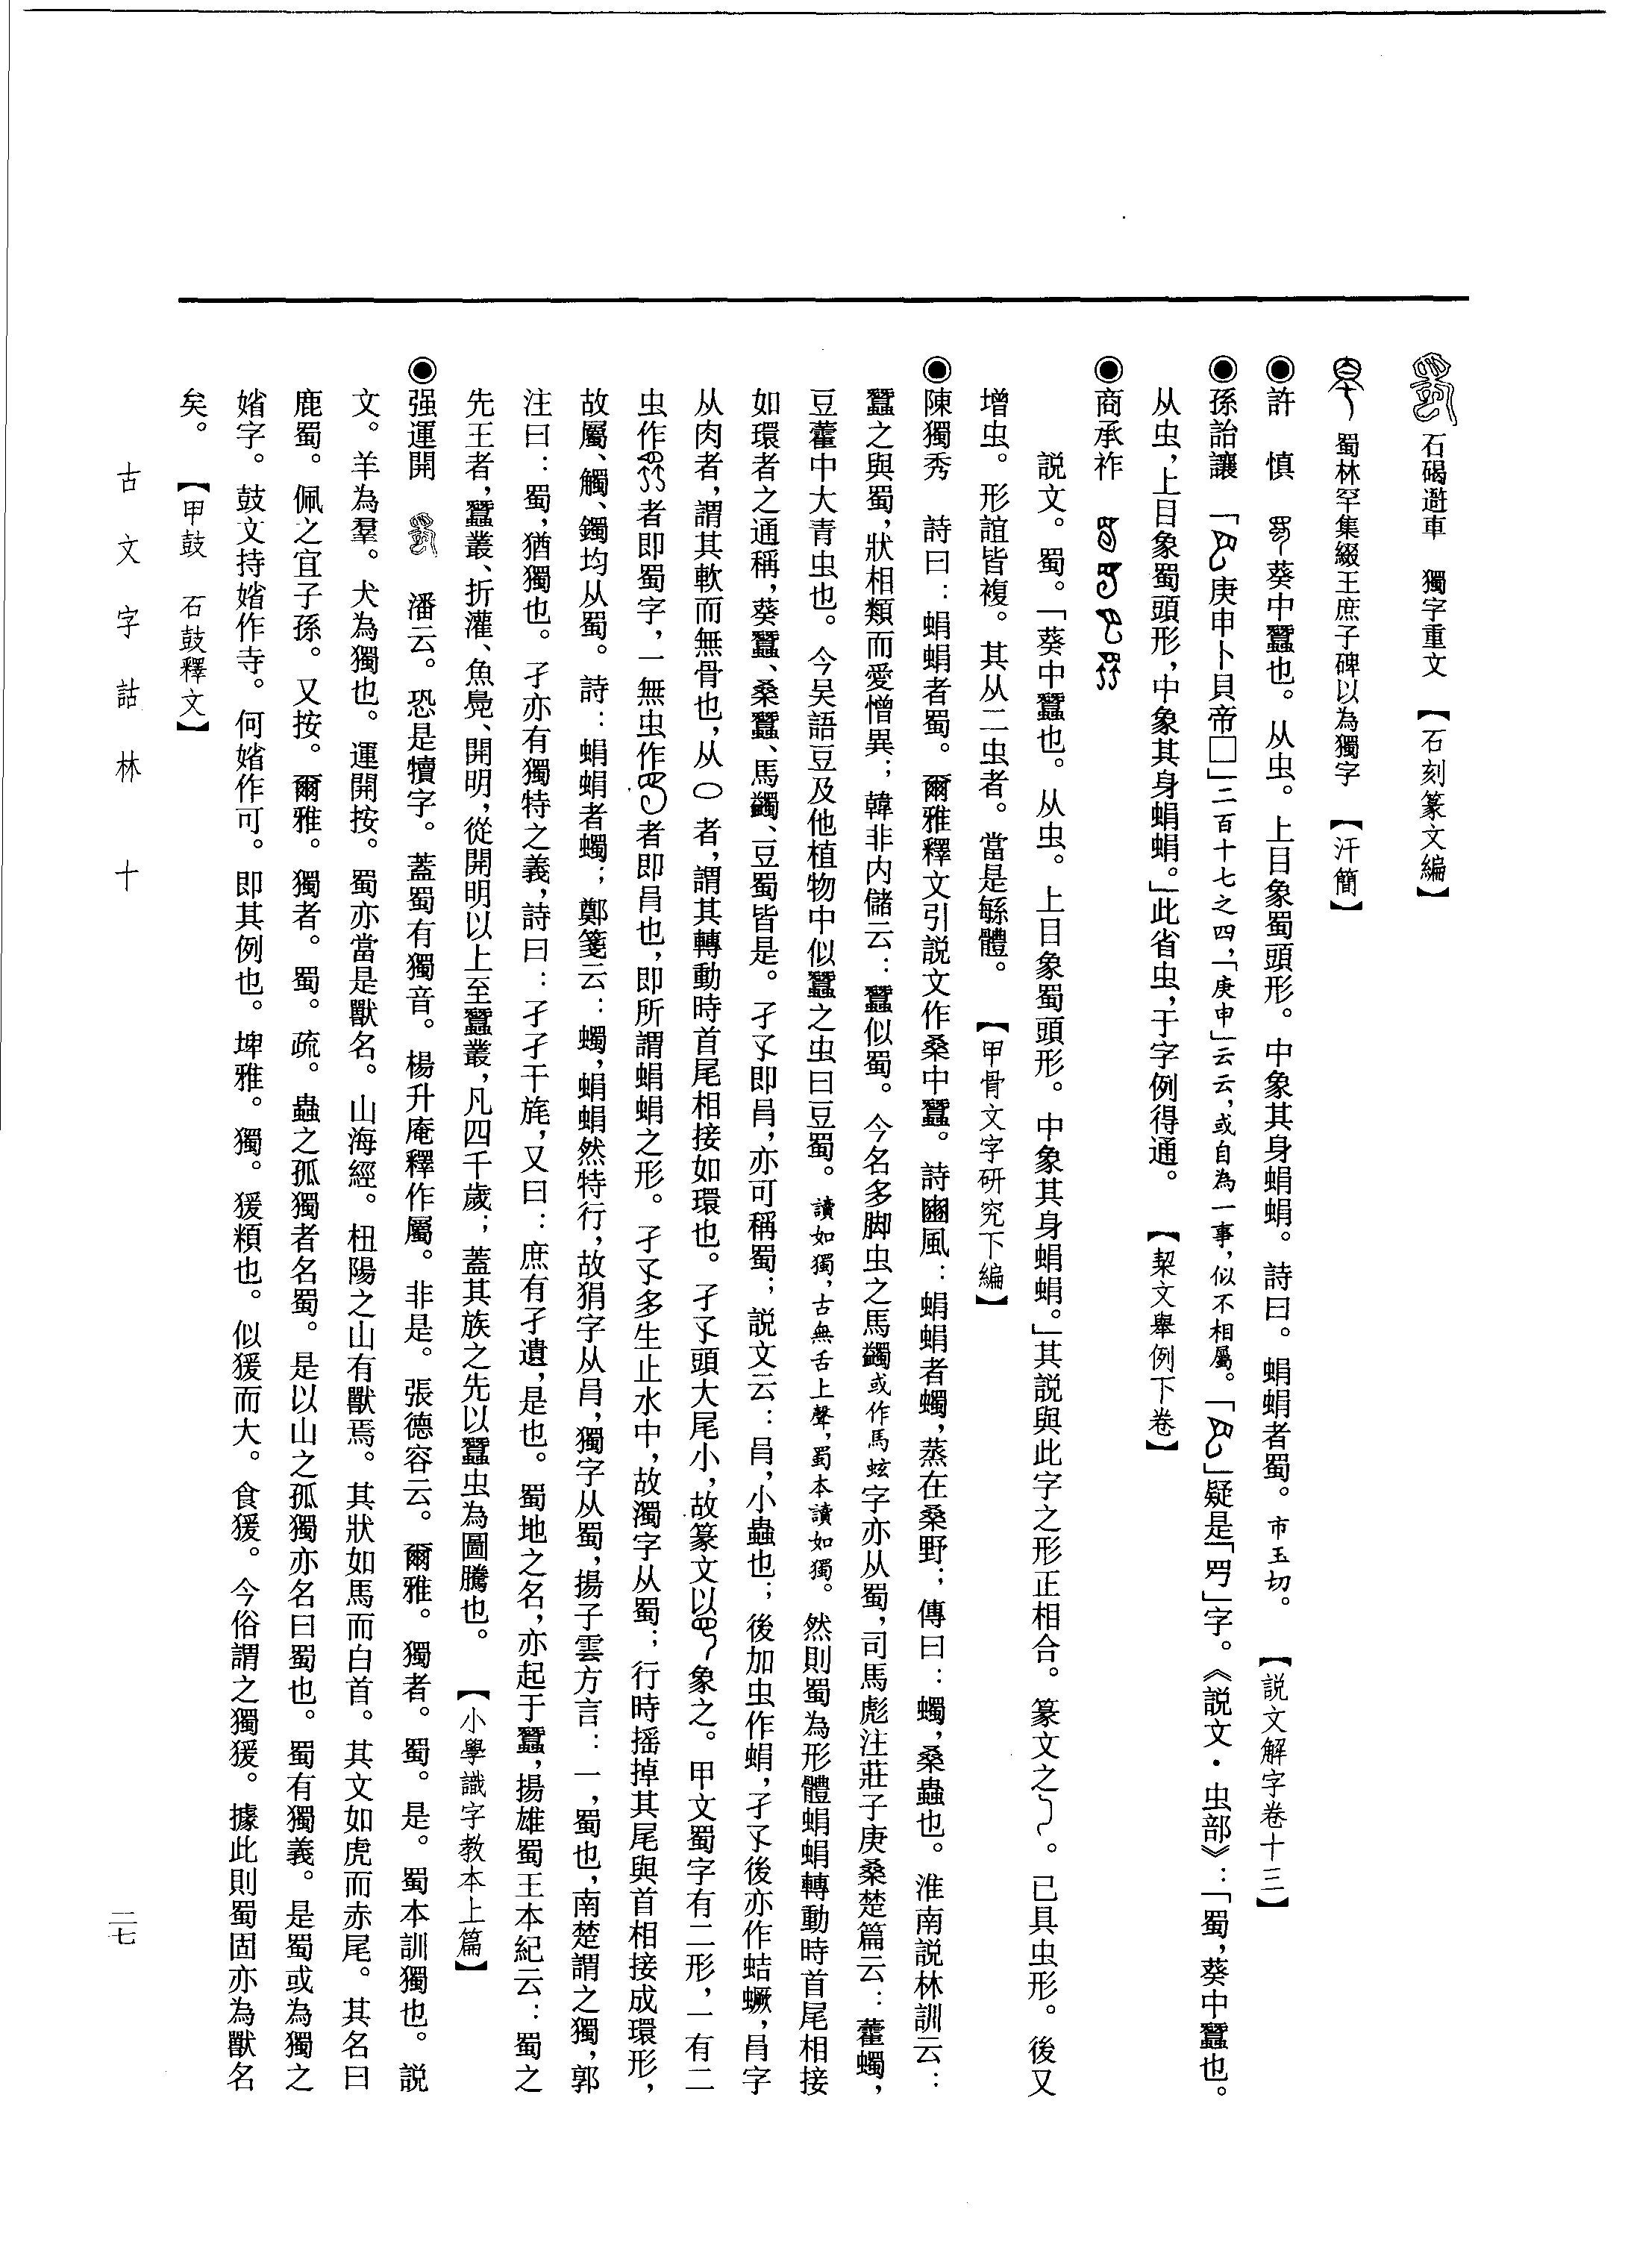 石碣遊車　獨字重文　【石刻篆文編】
蜀林罕集綴王庶子碑以為獨字　【汗簡】
◉許　慎　葵中蠶也。从虫。上目象蜀頭形。中象其身蜎蜎。詩曰。蜎蜎者蜀。市玉切。　【説文解字卷十三】
◉孫詒讓　「庚申卜貝帝□」二百十七之四，「庚申」云云，或自為一事，似不相屬。「」疑是「」字。《説文・虫部》：「蜀，葵中蠶也。
从虫，上目象蜀頭形，中象其身蜎蜎。」此省虫，于字例得通。　【栔文舉例下卷】
◉商承祚
説文。蜀。「葵中蠶也。从虫。上目象蜀頭形。中象其身蜎蜎。」其説與此字之形正相合。篆文之。已具虫形。後又
增虫。形誼皆複。其从二虫者。當是緐體。　【甲骨文字研究下編】
◉陳獨秀　詩曰：蜎蜎者蜀。爾雅釋文引説文作桑中蠶。詩豳風：蜎蜎者蠋，蒸在桑野；傳曰：蠋，桑蟲也。淮南説林訓云：
蠶之與蜀，狀相類而愛憎異；韓非内儲云：蠶似蜀。今名多脚虫之馬蠲或作馬蚿字亦从蜀，司馬彪注莊子庚桑楚篇云：藿蠋，
豆藿中大青虫也。今吴語豆及他植物中似蠶之虫曰豆蜀。讀如獨，古無舌上聲，蜀本讀如獨。然則蜀為形體蜎蜎轉動時首尾相接
如環者之通稱，葵蠶、桑蠶、馬蠲、豆蜀皆是。孑孓即肙，亦可稱蜀；説文云：肙，小蟲也；後加虫作蜎，孑孓後亦作蛣蟩，肙字
从肉者，謂其軟而無骨也，从〇者，謂其轉動時首尾相接如環也。孑孓頭大尾小，故篆文以象之。甲文蜀字有二形，一有二
虫作者即蜀字，一無虫作者即肙也，即所謂蜎蜎之形。孑孓多生止水中，故濁字从蜀；行時摇掉其尾與首相接成環形，
故屬、觸、鐲均从蜀。詩：蜎蜎者蠋；鄭箋云：蠋，蜎蜎然特行，故狷字从肙，獨字从蜀，揚子雲方言：一，蜀也，南楚謂之獨，郭
注曰：蜀，猶獨也。孑亦有獨特之義，詩曰：孑孑干旄，又曰：庶有孑遺，是也。蜀地之名，亦起于蠶，揚雄蜀王本紀云：蜀之
先王者，蠶叢、折灌、魚鳧、開明，從開明以上至蠶叢，凡四千歲；蓋其族之先以蠶虫為圖騰也。　【小學識字教本上篇】
◉强運開　潘云。恐是犢字。蓋蜀有獨音。楊升庵釋作屬。非是。張德容云。爾雅。獨者。蜀。是。蜀本訓獨也。説
文。羊為羣。犬為獨也。運開按。蜀亦當是獸名。山海經。杻陽之山有獸焉。其狀如馬而白首。其文如虎而赤尾。其名曰
鹿蜀。佩之宜子孫。又按。爾雅。獨者。蜀。疏。蟲之孤獨者名蜀。是以山之孤獨亦名曰蜀也。蜀有獨義。是蜀或為獨之
媘字。鼓文持媘作寺。何媘作可。即其例也。埤雅。獨。猨類也。似猨而大。食猨。今俗謂之獨猨。據此則蜀固亦為獸名
矣。　【甲鼓　石鼓釋文】
古文字詁林　十
二七